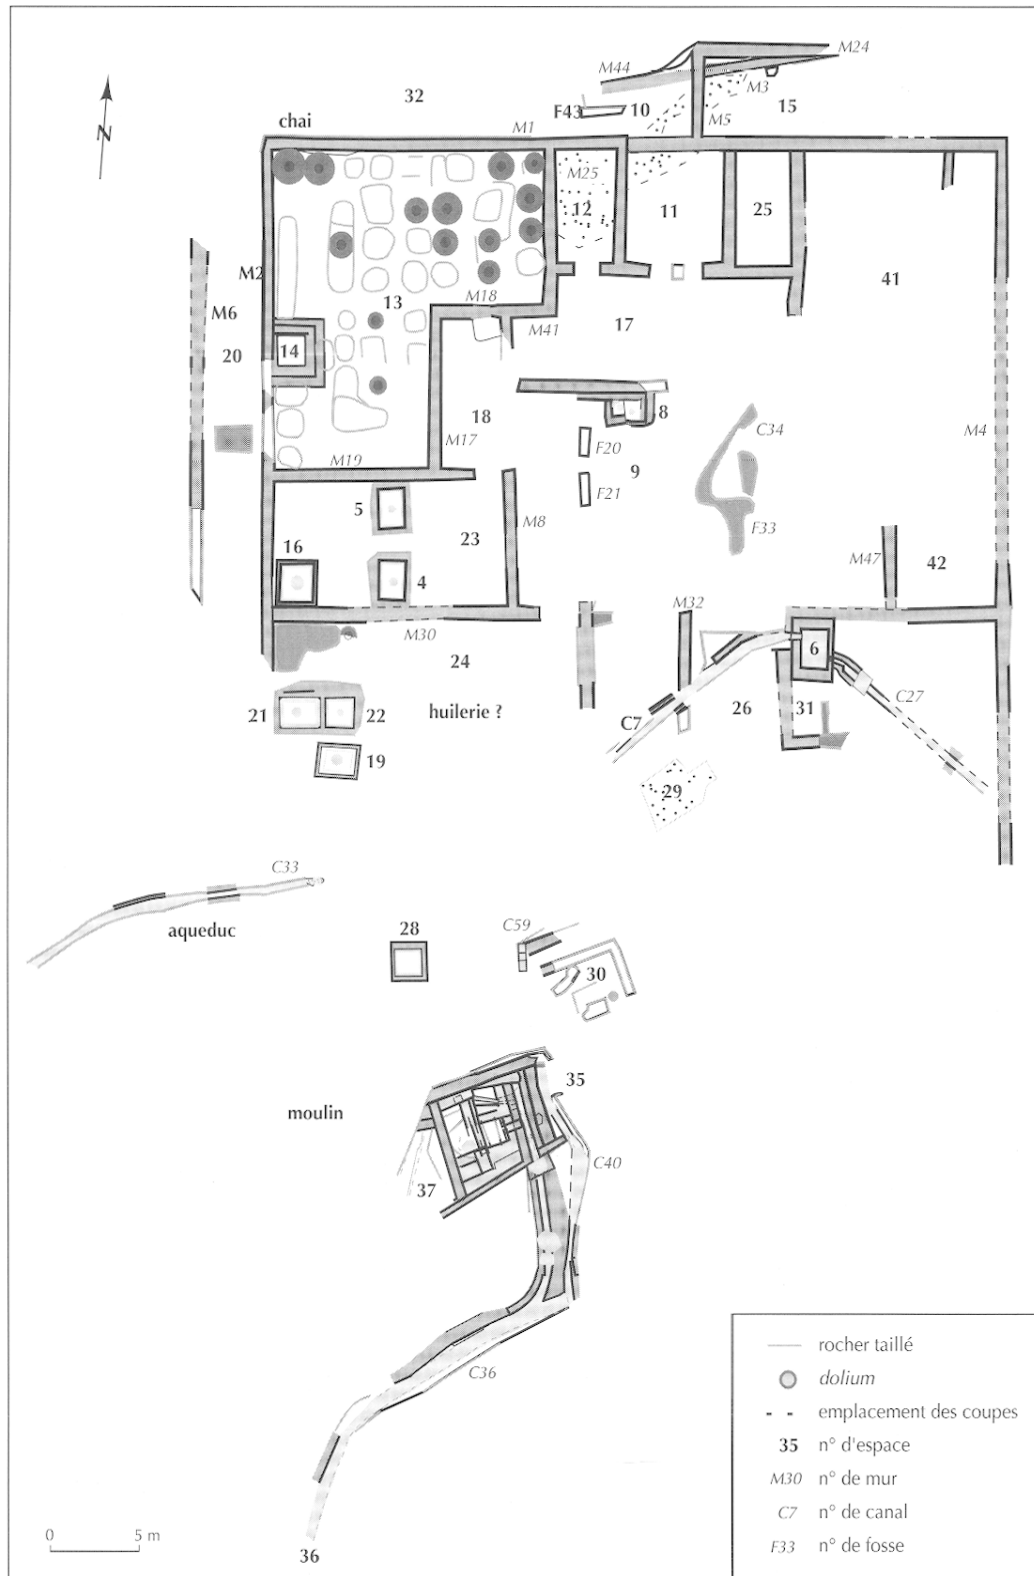 M24
M44
M3
32
F43
10
15
chai
M5
N
M1
M25
12
11
25
41
M2
13
M18
M6
17
M41
20
14
8
18
C34
M4
M17
F20
9
M19
F21
5
F33
16
23
M8
M47
42
4
M32
M30
24
6
21
22
huilerie ?
C7
26
31
C27
19
29
C33
aqueduc
28
C59
30
35
moulin
C40
37
C36
rocher taillé
dolium
emplacement des coupes
35 n° d'espace
M30 n° de mur
C7 n° de canal
F33 n° de fosse
0 5 m
36